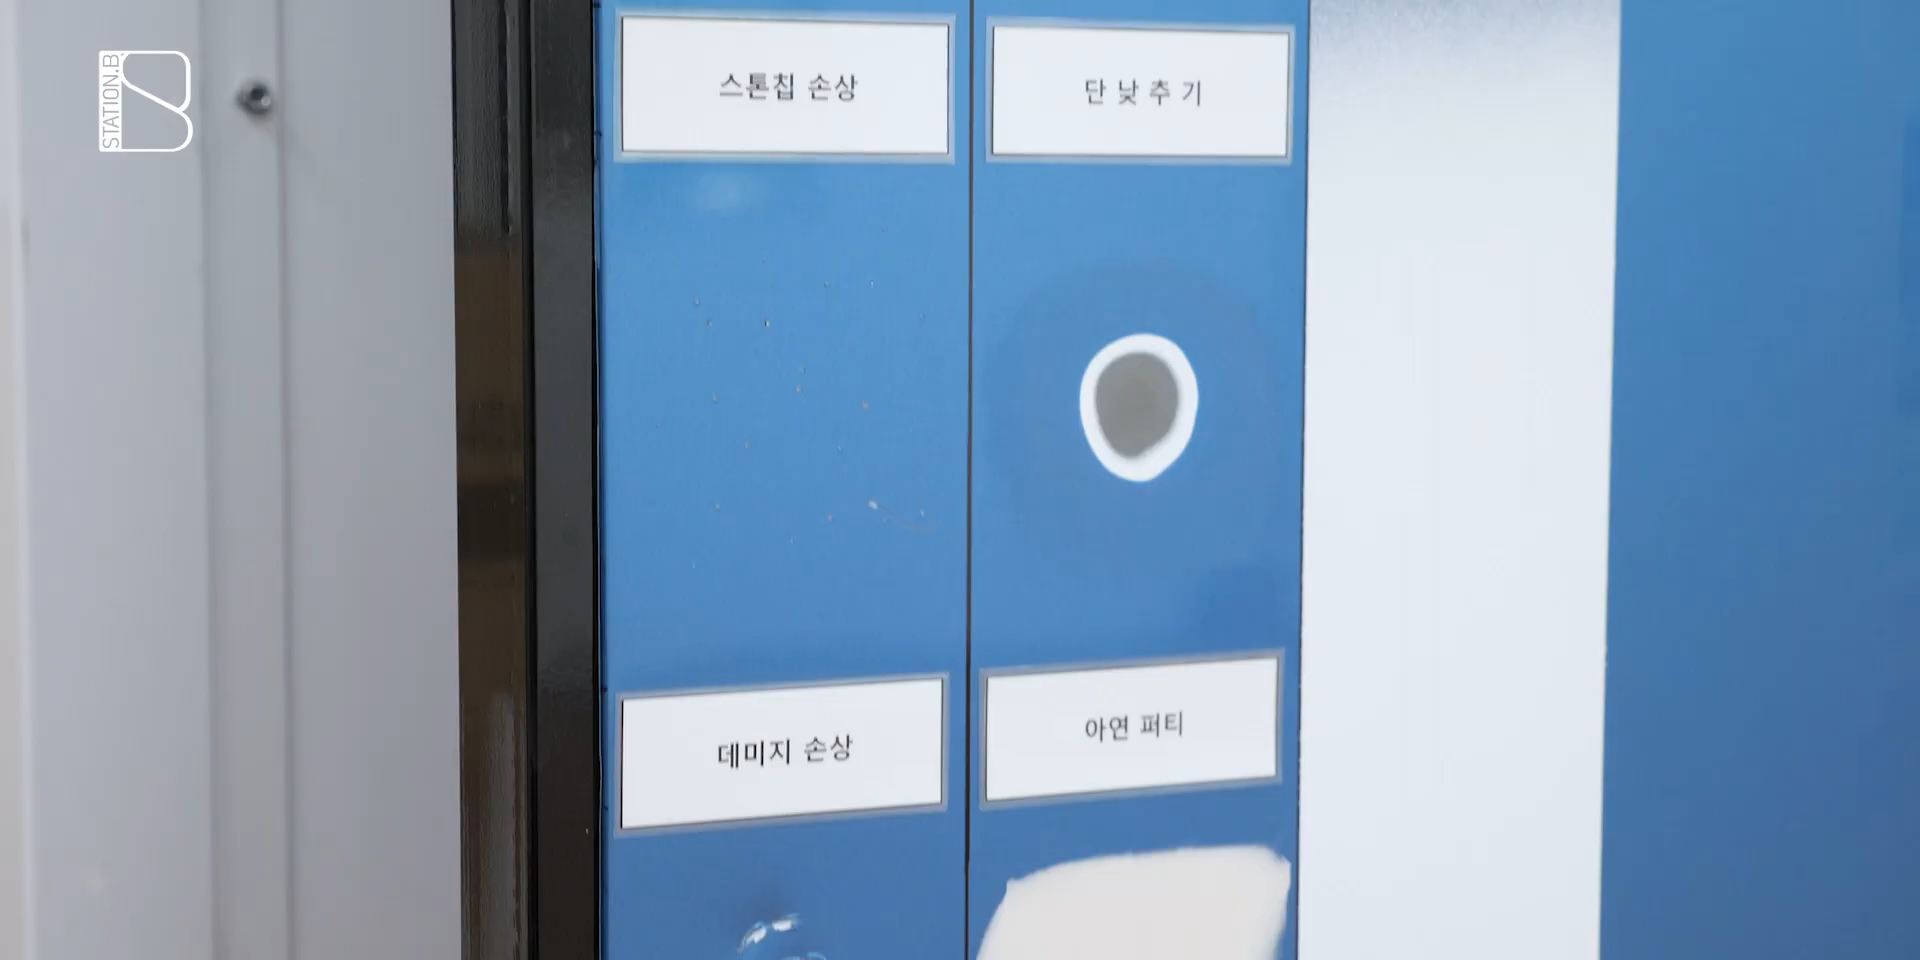 STATION.B
스톤칩 손상
단 낮 추 기
데미지 손상
아연 퍼티